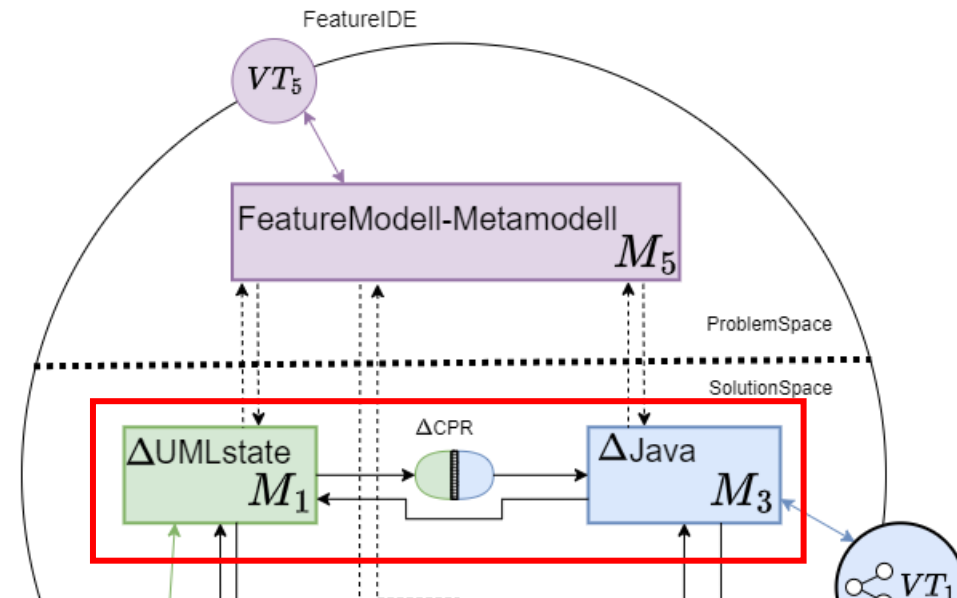 FeatureIDE
VT₅
FeatureModell-Metamodell
M₅
ProblemSpace
SolutionSpace
ΔCPR
ΔUMLstate
M₁
ΔJava
M₃
VT₁